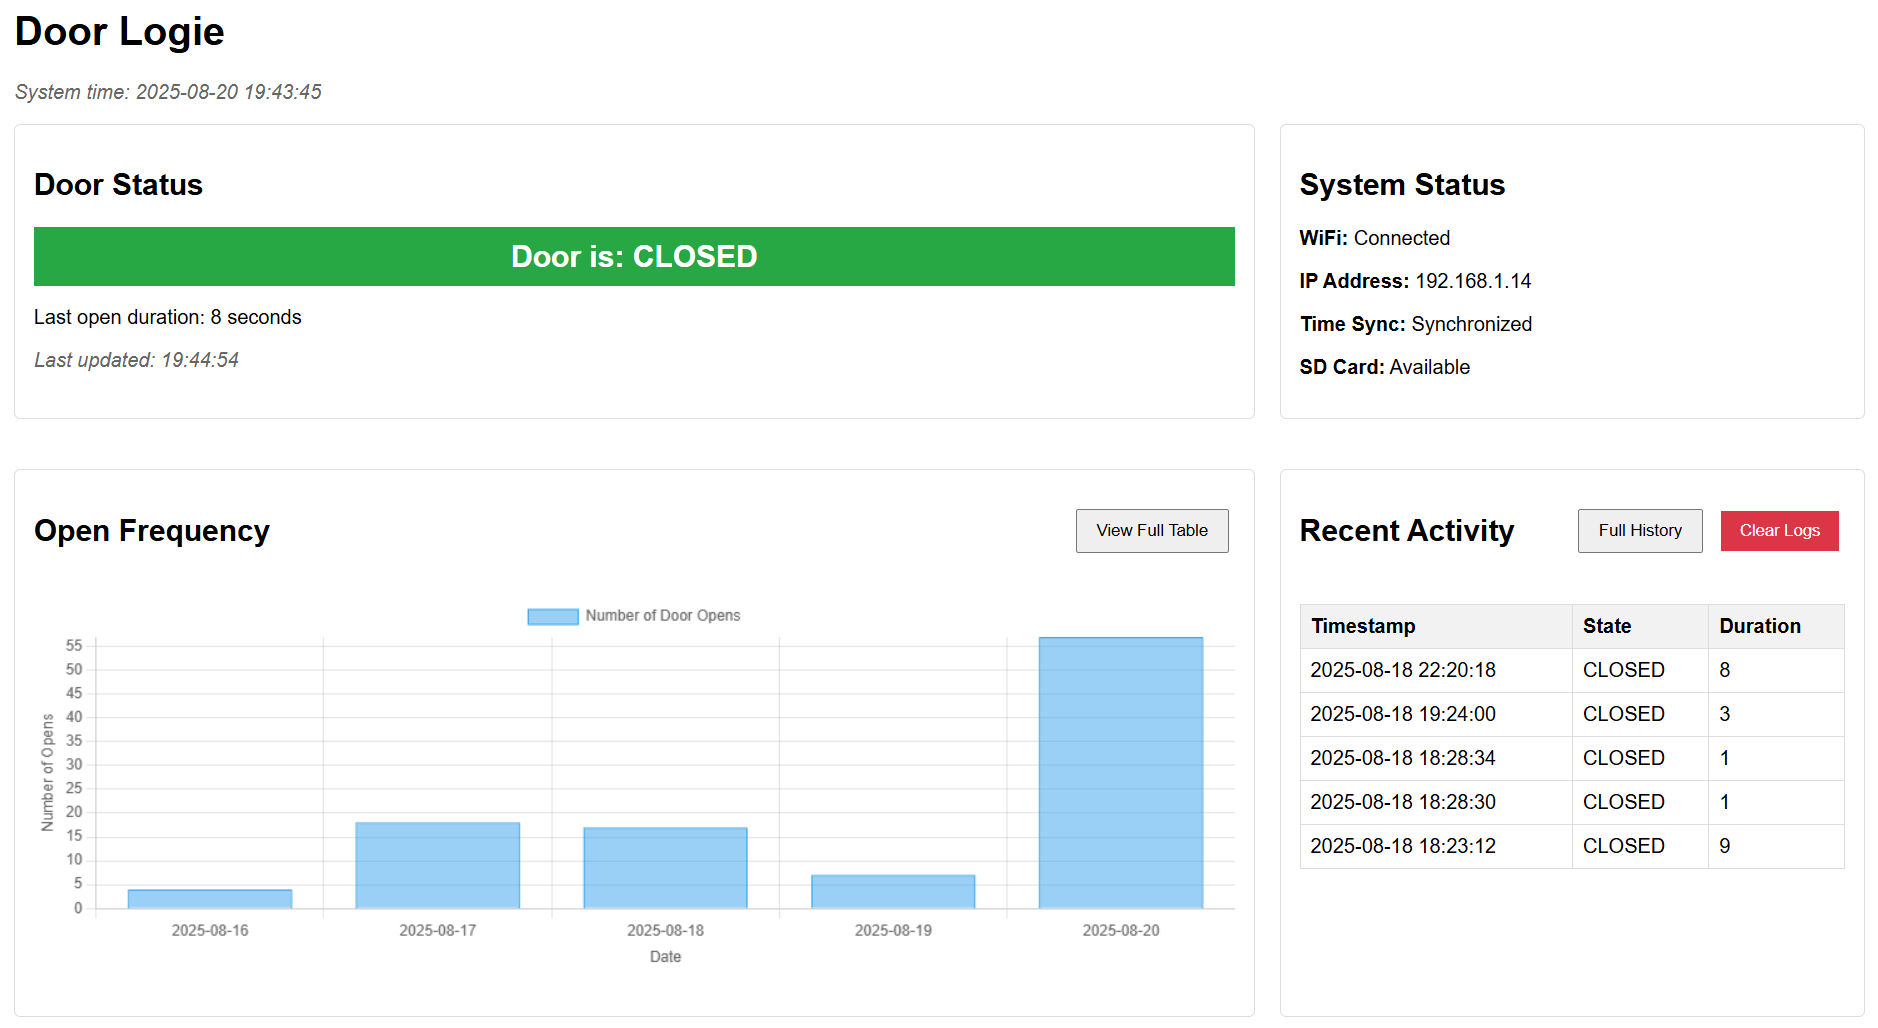 Door Logie
System time: 2025-08-20 19:43:45
Door Status
Door is: CLOSED
Last open duration: 8 seconds
Last updated: 19:44:54
System Status
WiFi: Connected
IP Address: 192.168.1.14
Time Sync: Synchronized
SD Card: Available
Open Frequency
View Full Table
Number of Door Opens
Number of Opens
55
50
45
40
35
30
25
20
15
10
5
0
2025-08-16 2025-08-17 2025-08-18 2025-08-19 2025-08-20
Date
Recent Activity
Full History
Clear Logs
Timestamp State Duration
2025-08-18 22:20:18 CLOSED 8
2025-08-18 19:24:00 CLOSED 3
2025-08-18 18:28:34 CLOSED 1
2025-08-18 18:28:30 CLOSED 1
2025-08-18 18:23:12 CLOSED 9